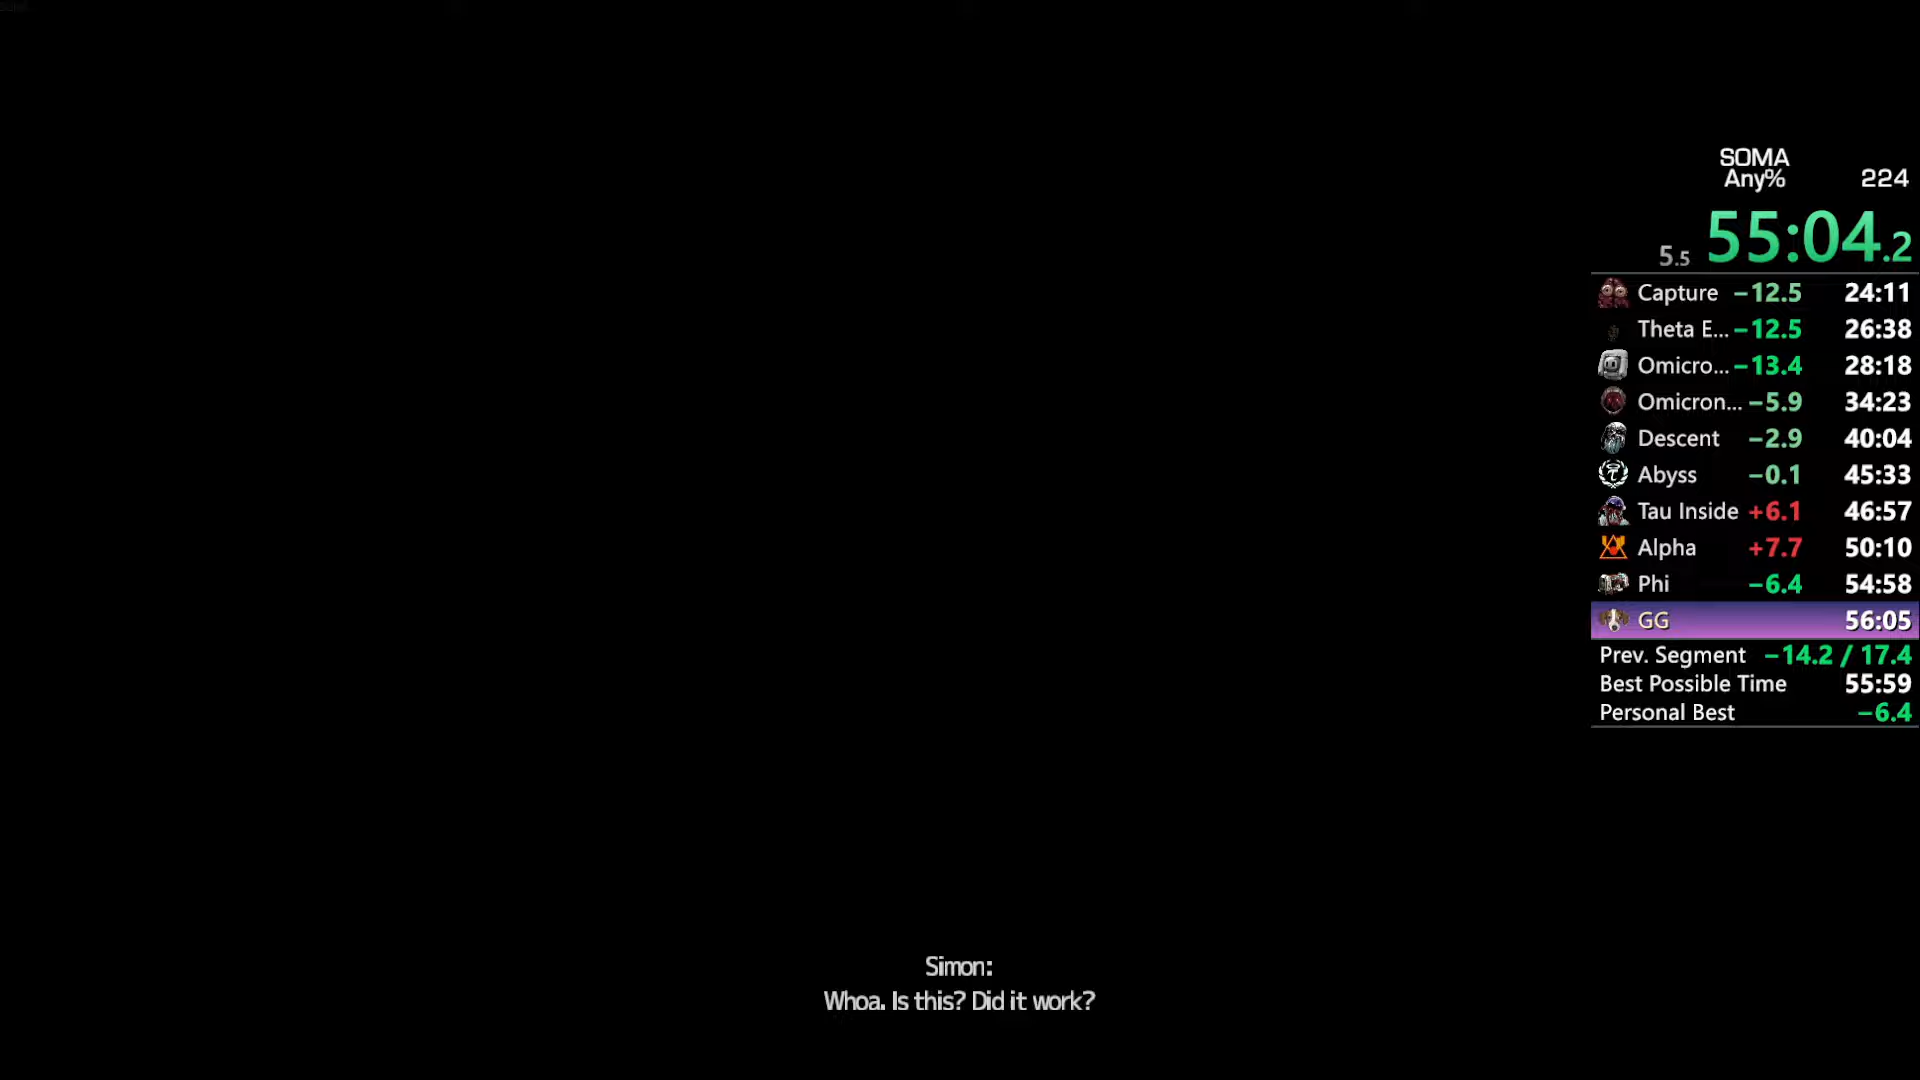 SOMA
Any% 224
5.5 55:04.2
Capture −12.5 24:11
Theta E... −12.5 26:38
Omicro... −13.4 28:18
Omicron... −5.9 34:23
Descent −2.9 40:04
Abyss −0.1 45:33
Tau Inside +6.1 46:57
Alpha +7.7 50:10
Phi −6.4 54:58
GG 56:05
Prev. Segment −14.2 / 17.4
Best Possible Time 55:59
Personal Best −6.4
Simon:
Whoa. Is this? Did it work?